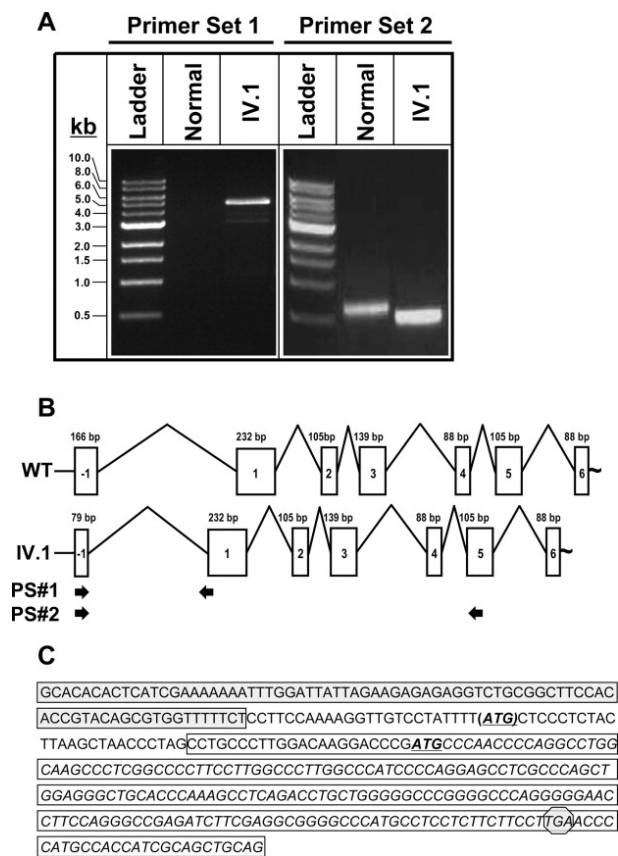 A
Primer Set 1
Primer Set 2
kb
Ladder
Normal
IV.1
Ladder
Normal
IV.1
10.0
8.0
6.0
5.0
4.0
3.0
2.0
1.5
1.0
0.5
B
166 bp
232 bp
105bp
139 bp
88 bp
105 bp
88 bp
WT
-1
1
2
3
4
5
6
~
79 bp
232 bp
105 bp
139 bp
88 bp
105 bp
88 bp
IV.1
-1
1
2
3
4
5
6
~
PS#1
PS#2
C
GCACACACTCATCGAAAAAAATTTGGATTATTAGAAGAGAGAGGTCTGCGGCTTCCAC
ACCGTACAGCGTGGTTTTTCTCCTTCCAAAAGGTTGTCCTATTTT(ATG)CTCCCTCTAC
TTAAGCTAACCCTAGCCTGCCCTTGGACAAGGACCCGATGCCCAACCCCAGGCCTGG
CAAGCCCTCGGCCCCTTCCTTGGCCCTTGGCCCATCCCCAGGAGCCTCGCCCAGCT
GGAGGGCTGCACCCAAAGCCTCAGACCTGCTGGGGGCCCGGGGCCCAGGGGGAAC
CTTCCAGGGCCGAGATCTTCGAGGCGGGGCCCATGCCTCCTCTTCTTCCTTGAACCC
CATGCCACCATCGCAGCTGCAG